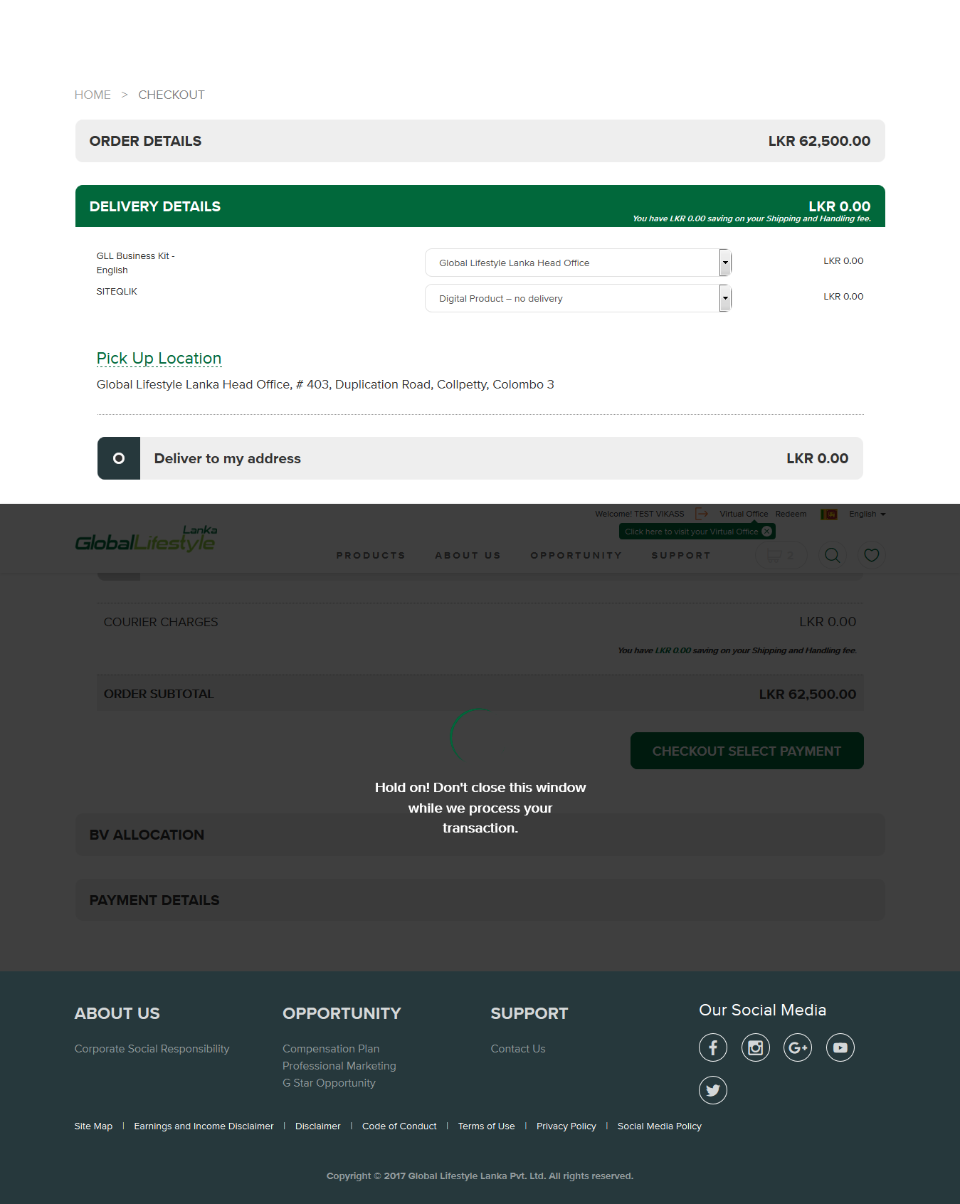 HOME > CHECKOUT
ORDER DETAILS LKR 62,500.00
DELIVERY DETAILS LKR 0.00
You have LKR 0.00 saving on your Shipping and Handling fee.
GLL Business Kit -
English
Global Lifestyle Lanka Head Office
LKR 0.00
SITEQLIK
Digital Product – no delivery
LKR 0.00
Pick Up Location
Global Lifestyle Lanka Head Office, # 403, Duplication Road, Collpetty, Colombo 3
Deliver to my address LKR 0.00
Welcome! TEST VIKASS Virtual Office Redeem English
Lanka
GlobalLifestyle
Click here to visit your Virtual Office
PRODUCTS ABOUT US OPPORTUNITY SUPPORT
COURIER CHARGES LKR 0.00
You have LKR 0.00 saving on your Shipping and Handling fee.
ORDER SUBTOTAL LKR 62,500.00
CHECKOUT SELECT PAYMENT
Hold on! Don't close this window
while we process your
transaction.
BV ALLOCATION
PAYMENT DETAILS
ABOUT US OPPORTUNITY SUPPORT Our Social Media
Corporate Social Responsibility Compensation Plan Contact Us
Professional Marketing
G Star Opportunity
Site Map | Earnings and Income Disclaimer | Disclaimer | Code of Conduct | Terms of Use | Privacy Policy | Social Media Policy
Copyright © 2017 Global Lifestyle Lanka Pvt. Ltd. All rights reserved.